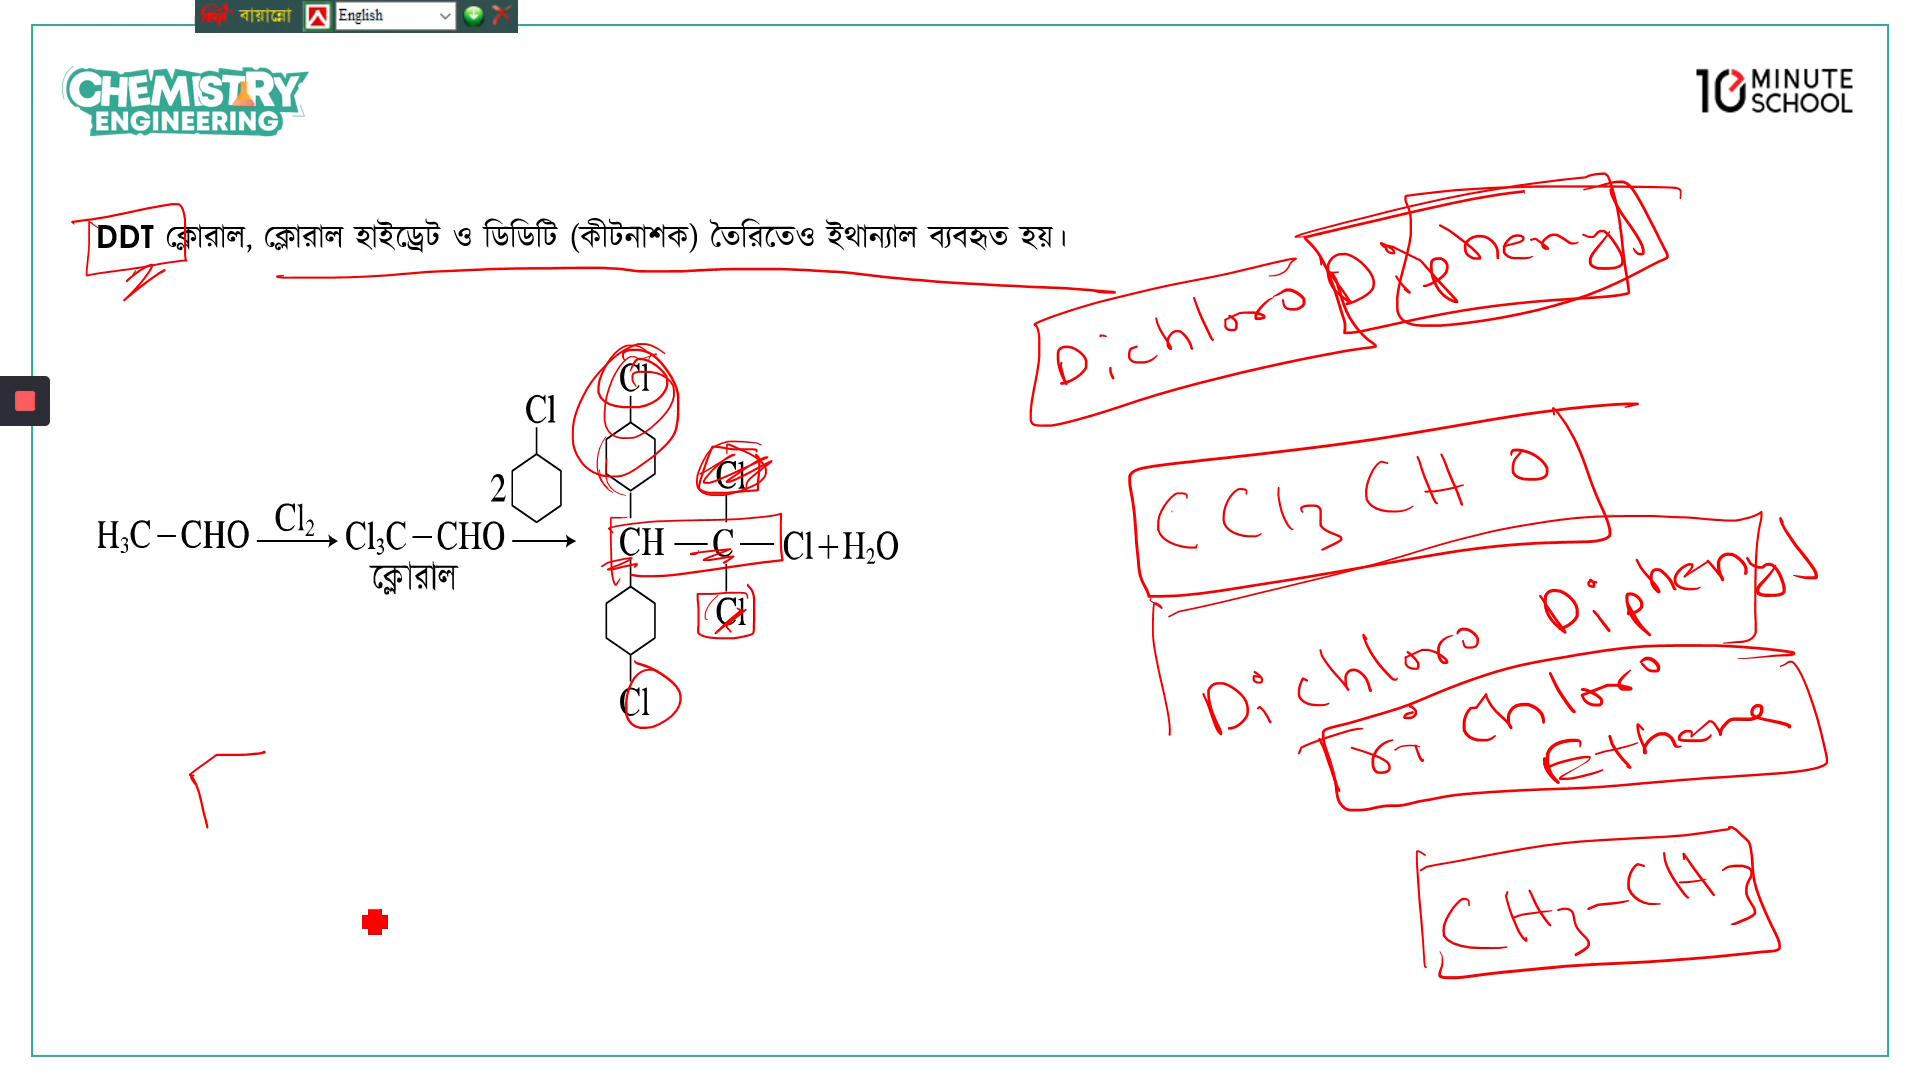 বায়ান্নো English
CHEMISTRY
ENGINEERING
10 MINUTE
SCHOOL
DDT ক্লোরাল, ক্লোরাল হাইড্রেট ও ডিডিটি (কীটনাশক) তৈরিতেও ইথান্যাল ব্যবহৃত হয়।
Dichloro Diphenyl
Cl
Cl
2
Cl
H₃C–CHO Cl₂ Cl₃C–CHO CH–C–Cl+H₂O
ক্লোরাল
Cl
Cl
CCl₃CHO
Dichloro Diphenyl
Tri chloro
Ethane
CH₃–CH₃